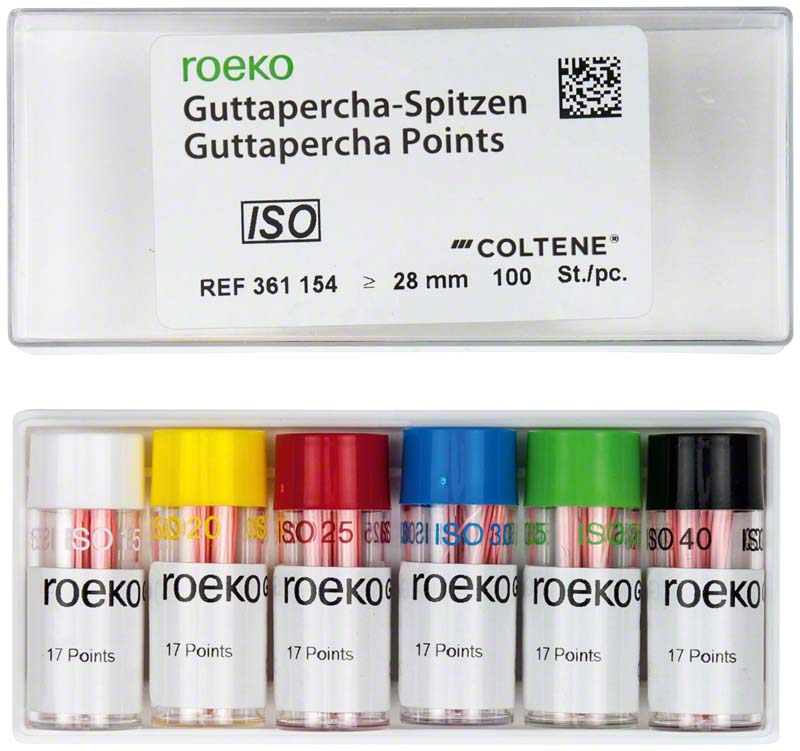 roeko
Guttapercha-Spitzen
Guttapercha Points
ISO
COLTENE®
REF 361 154 ≥ 28 mm 100 St./pc.
ISO 15
ISO 20
ISO 25
ISO 30
ISO
ISO 40
roeko
17 Points
roeko
17 Points
roeko
17 Points
roeko
17 Points
roeko
17 Points
roeko
17 Points